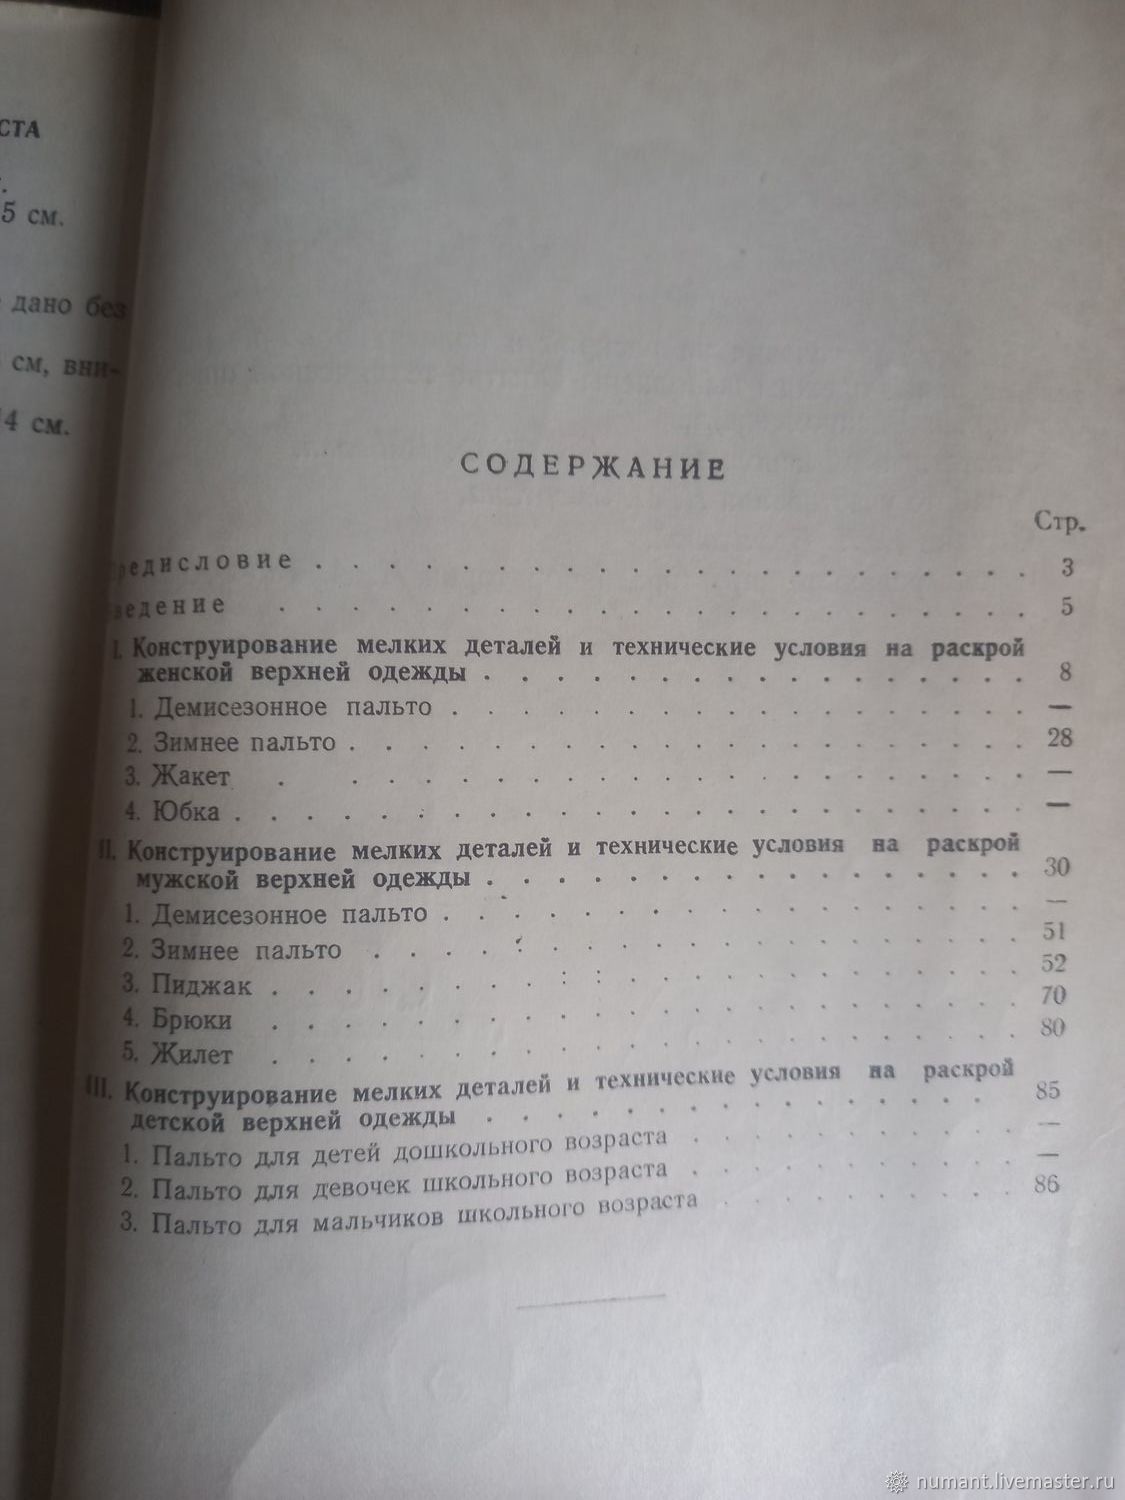 СТА
5 см.
дано без
см, вни-
4 см.
СОДЕРЖАНИЕ
Стр.
Предисловие . . . . . . . . . . . . . . . . . . . . 3
Введение . . . . . . . . . . . . . . . . . . . . . 5
I. Конструирование мелких деталей и технические условия на раскрой
женской верхней одежды . . . . . . . . . . . . . . . 8
1. Демисезонное пальто . . . . . . . . . . . . . . . —
2. Зимнее пальто . . . . . . . . . . . . . . . . . . 28
3. Жакет . . . . . . . . . . . . . . . . . . . . —
4. Юбка . . . . . . . . . . . . . . . . . . . . . —
II. Конструирование мелких деталей и технические условия на раскрой
мужской верхней одежды . . . . . . . . . . . . . . . 30
1. Демисезонное пальто . . . . . . . . . . . . . . . —
2. Зимнее пальто . . . . . . . . . . . . . . . . . . 51
3. Пиджак . . . . . . . . . . . . . . . . . . . . 52
4. Брюки . . . . . . . . . . . . . . . . . . . . 70
5. Жилет . . . . . . . . . . . . . . . . . . . . 80
III. Конструирование мелких деталей и технические условия на раскрой
детской верхней одежды . . . . . . . . . . . . . . . 85
1. Пальто для детей дошкольного возраста . . . . . . . . . —
2. Пальто для девочек школьного возраста . . . . . . . . . —
3. Пальто для мальчиков школьного возраста . . . . . . . . 86
numant.livemaster.ru